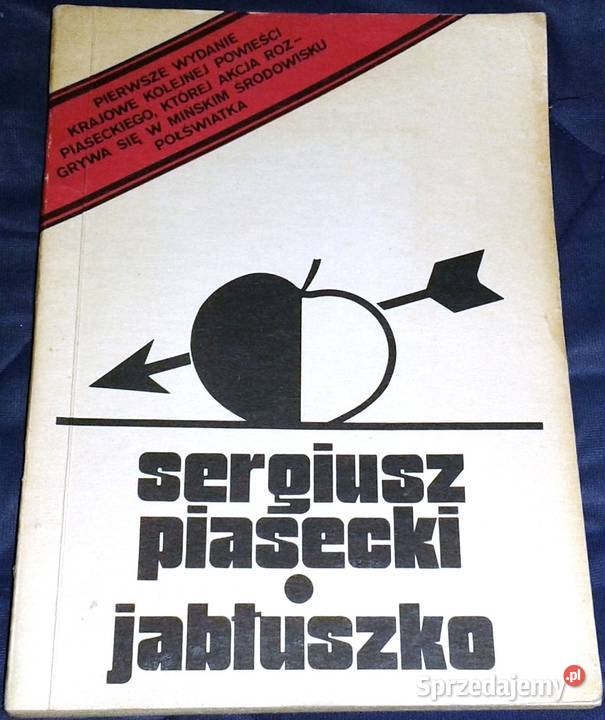 PIERWSZE WYDANIE
KRAJOWE KOLEJNEJ POWIEŚCI
PIASECKIEGO, KTÓREJ AKCJA ROZ–
GRYWA SIĘ W MIŃSKIM ŚRODOWISKU
PÓŁŚWIATKA
sergiusz
piasecki
•
jabłuszko
Sprzedajemy.pl